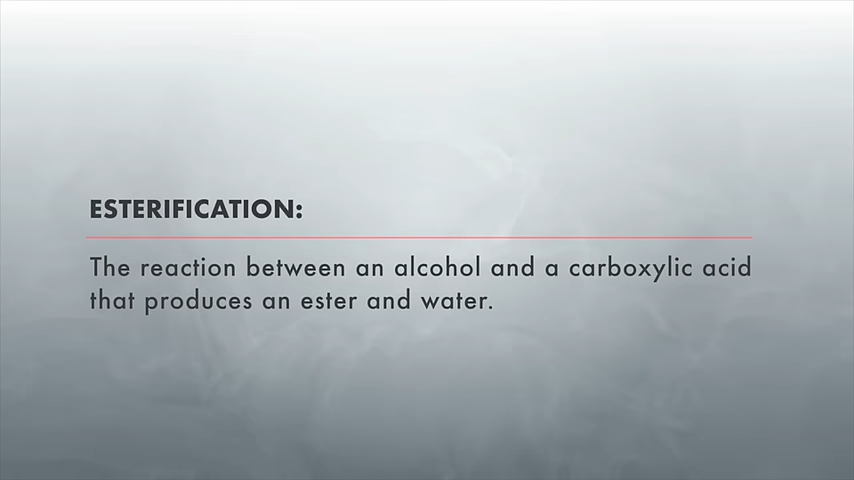 ESTERIFICATION:
The reaction between an alcohol and a carboxylic acid
that produces an ester and water.